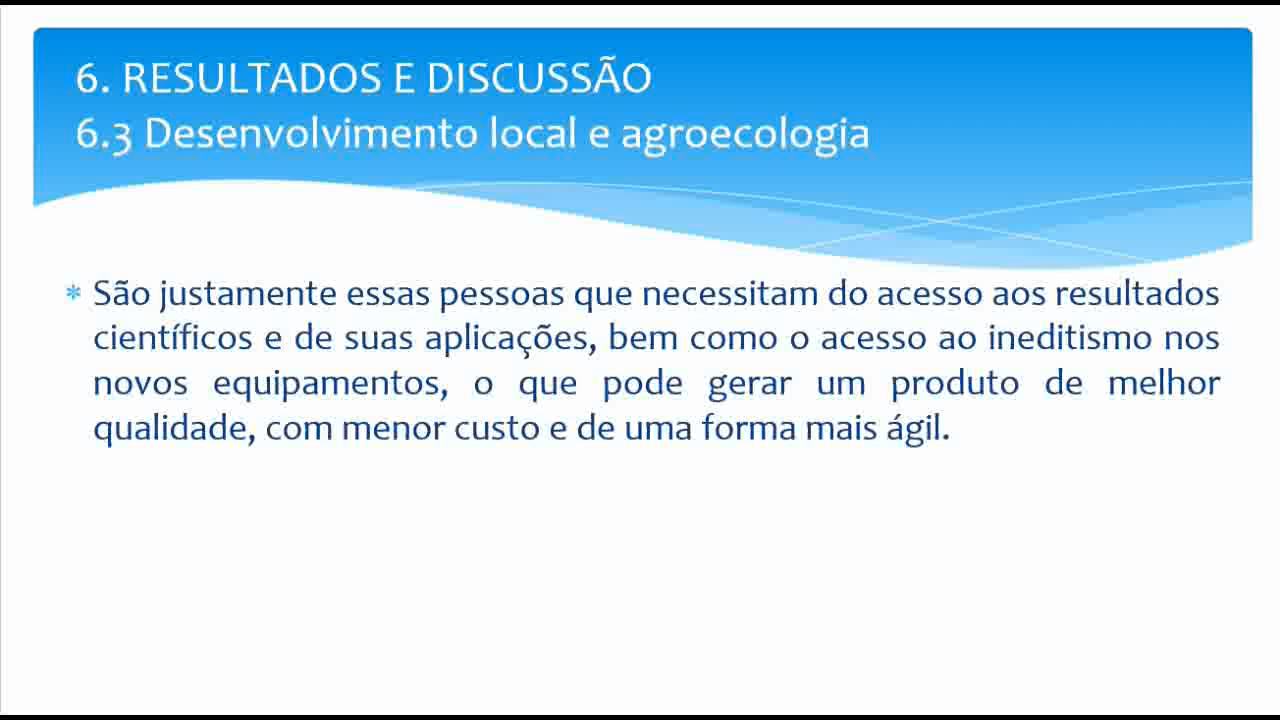 6. RESULTADOS E DISCUSSÃO
6.3 Desenvolvimento local e agroecologia
* São justamente essas pessoas que necessitam do acesso aos resultados
científicos e de suas aplicações, bem como o acesso ao ineditismo nos
novos equipamentos, o que pode gerar um produto de melhor
qualidade, com menor custo e de uma forma mais ágil.